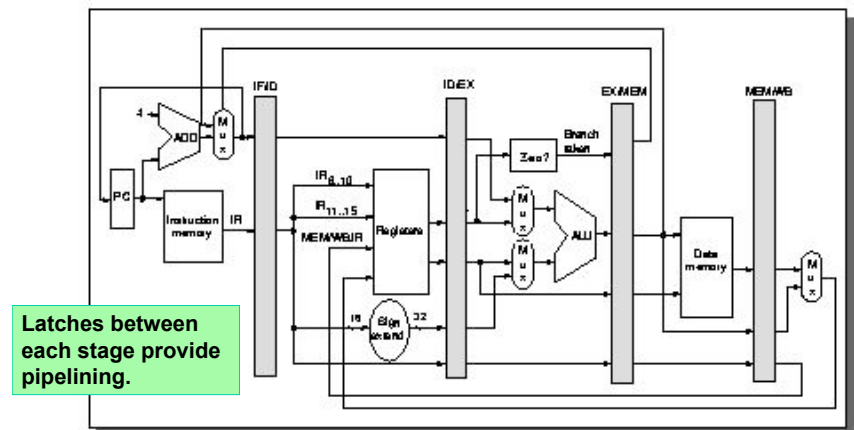 IF/ID
ID/EX
EX/MEM
MEM/WB
4
ADD
M
u
x
Branch
taken
Zero?
IR6..10
PC
IR11..15
M
u
x
Instruction
memory
IR
Registers
ALU
MEM/WB.IR
M
u
x
Data
memory
M
u
x
16
Sign
extend
32
Latches between
each stage provide
pipelining.